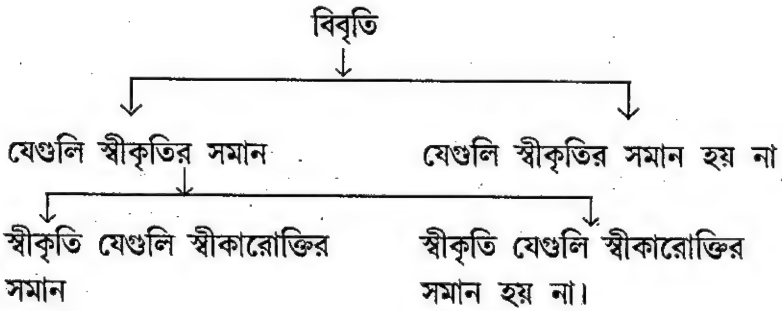 বিবৃতি
যেগুলি স্বীকৃতির সমান
যেগুলি স্বীকৃতির সমান হয় না
স্বীকৃতি যেগুলি স্বীকারোক্তির
সমান
স্বীকৃতি যেগুলি স্বীকারোক্তির
সমান হয় না।